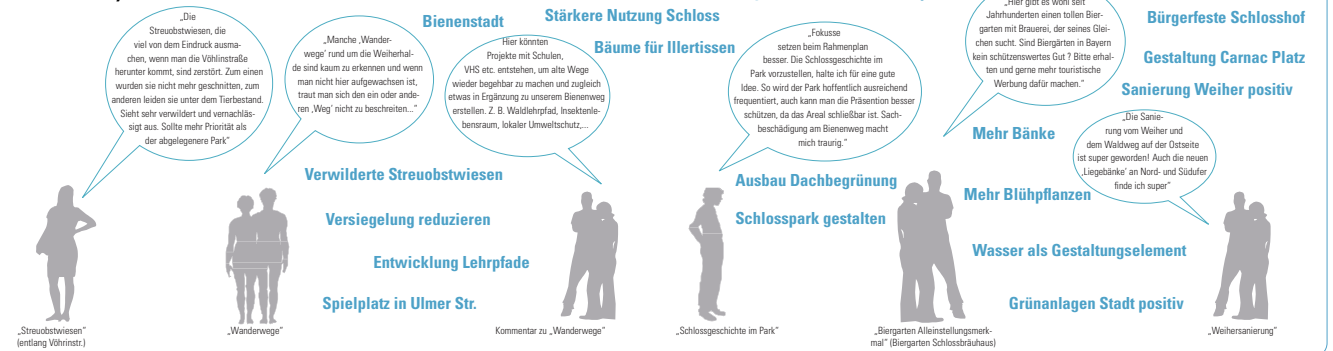 „Die
Streuobstwiesen, die
viel von dem Eindruck ausma-
chen, wenn man die Vöhlinstraße
herunter kommt, sind zerstört. Zum einen
wurden sie nicht mehr geschnitten, zum
anderen leiden sie unter dem Tierbestand.
Sieht sehr verwildert und vernachläs-
sigt aus. Sollte mehr Priorität als
der abgelegenere Park“
„Manche ‚Wander-
wege‘ rund um die Weiherhal-
de sind kaum zu erkennen und wenn
man nicht hier aufgewachsen ist,
traut man sich den ein oder ande-
ren ‚Weg‘ nicht zu beschreiten...“
Bienenstadt
Hier könnten
Projekte mit Schulen,
VHS etc. entstehen, um alte Wege
wieder begehbar zu machen und zugleich
etwas in Ergänzung zu unserem Bienenweg
erstellen. Z. B. Waldlehrpfad, Insektenle-
bensraum, lokaler Umweltschutz,...
Stärkere Nutzung Schloss
Bäume für Illertissen
„Fokusse
setzen beim Rahmenplan
besser. Die Schlossgeschichte im
Park vorzustellen, halte ich für eine gute
Idee. So wird der Park hoffentlich ausreichend
frequentiert, auch kann man die Präsention besser
schützen, da das Areal schließbar ist. Sach-
beschädigung am Bienenweg macht
mich traurig.“
„Hier gibt es wohl seit
Jahrhunderten einen tollen Bier-
garten mit Brauerei, der seines Glei-
chen sucht. Sind Biergärten in Bayern
kein schützenswertes Gut ? Bitte erhal-
ten und gerne mehr touristische
Werbung dafür machen.“
Bürgerfeste Schlosshof
Gestaltung Carnac Platz
Sanierung Weiher positiv
Mehr Bänke
„Die Sanie-
rung vom Weiher und
dem Waldweg auf der Ostseite
ist super geworden! Auch die neuen
‚Liegebänke‘ an Nord- und Südufer
finde ich super“
Verwilderte Streuobstwiesen
Ausbau Dachbegrünung
Mehr Blühpflanzen
Versiegelung reduzieren
Schlosspark gestalten
Wasser als Gestaltungselement
Entwicklung Lehrpfade
Spielplatz in Ulmer Str.
Grünanlagen Stadt positiv
„Streuobstwiesen“
(entlang Vöhrinstr.)
„Wanderwege“
Kommentar zu „Wanderwege“
„Schlossgeschichte im Park“
„Biergarten Alleinstellungsmerk-
mal“ (Biergarten Schlossbräuhaus)
„Weihersanierung“